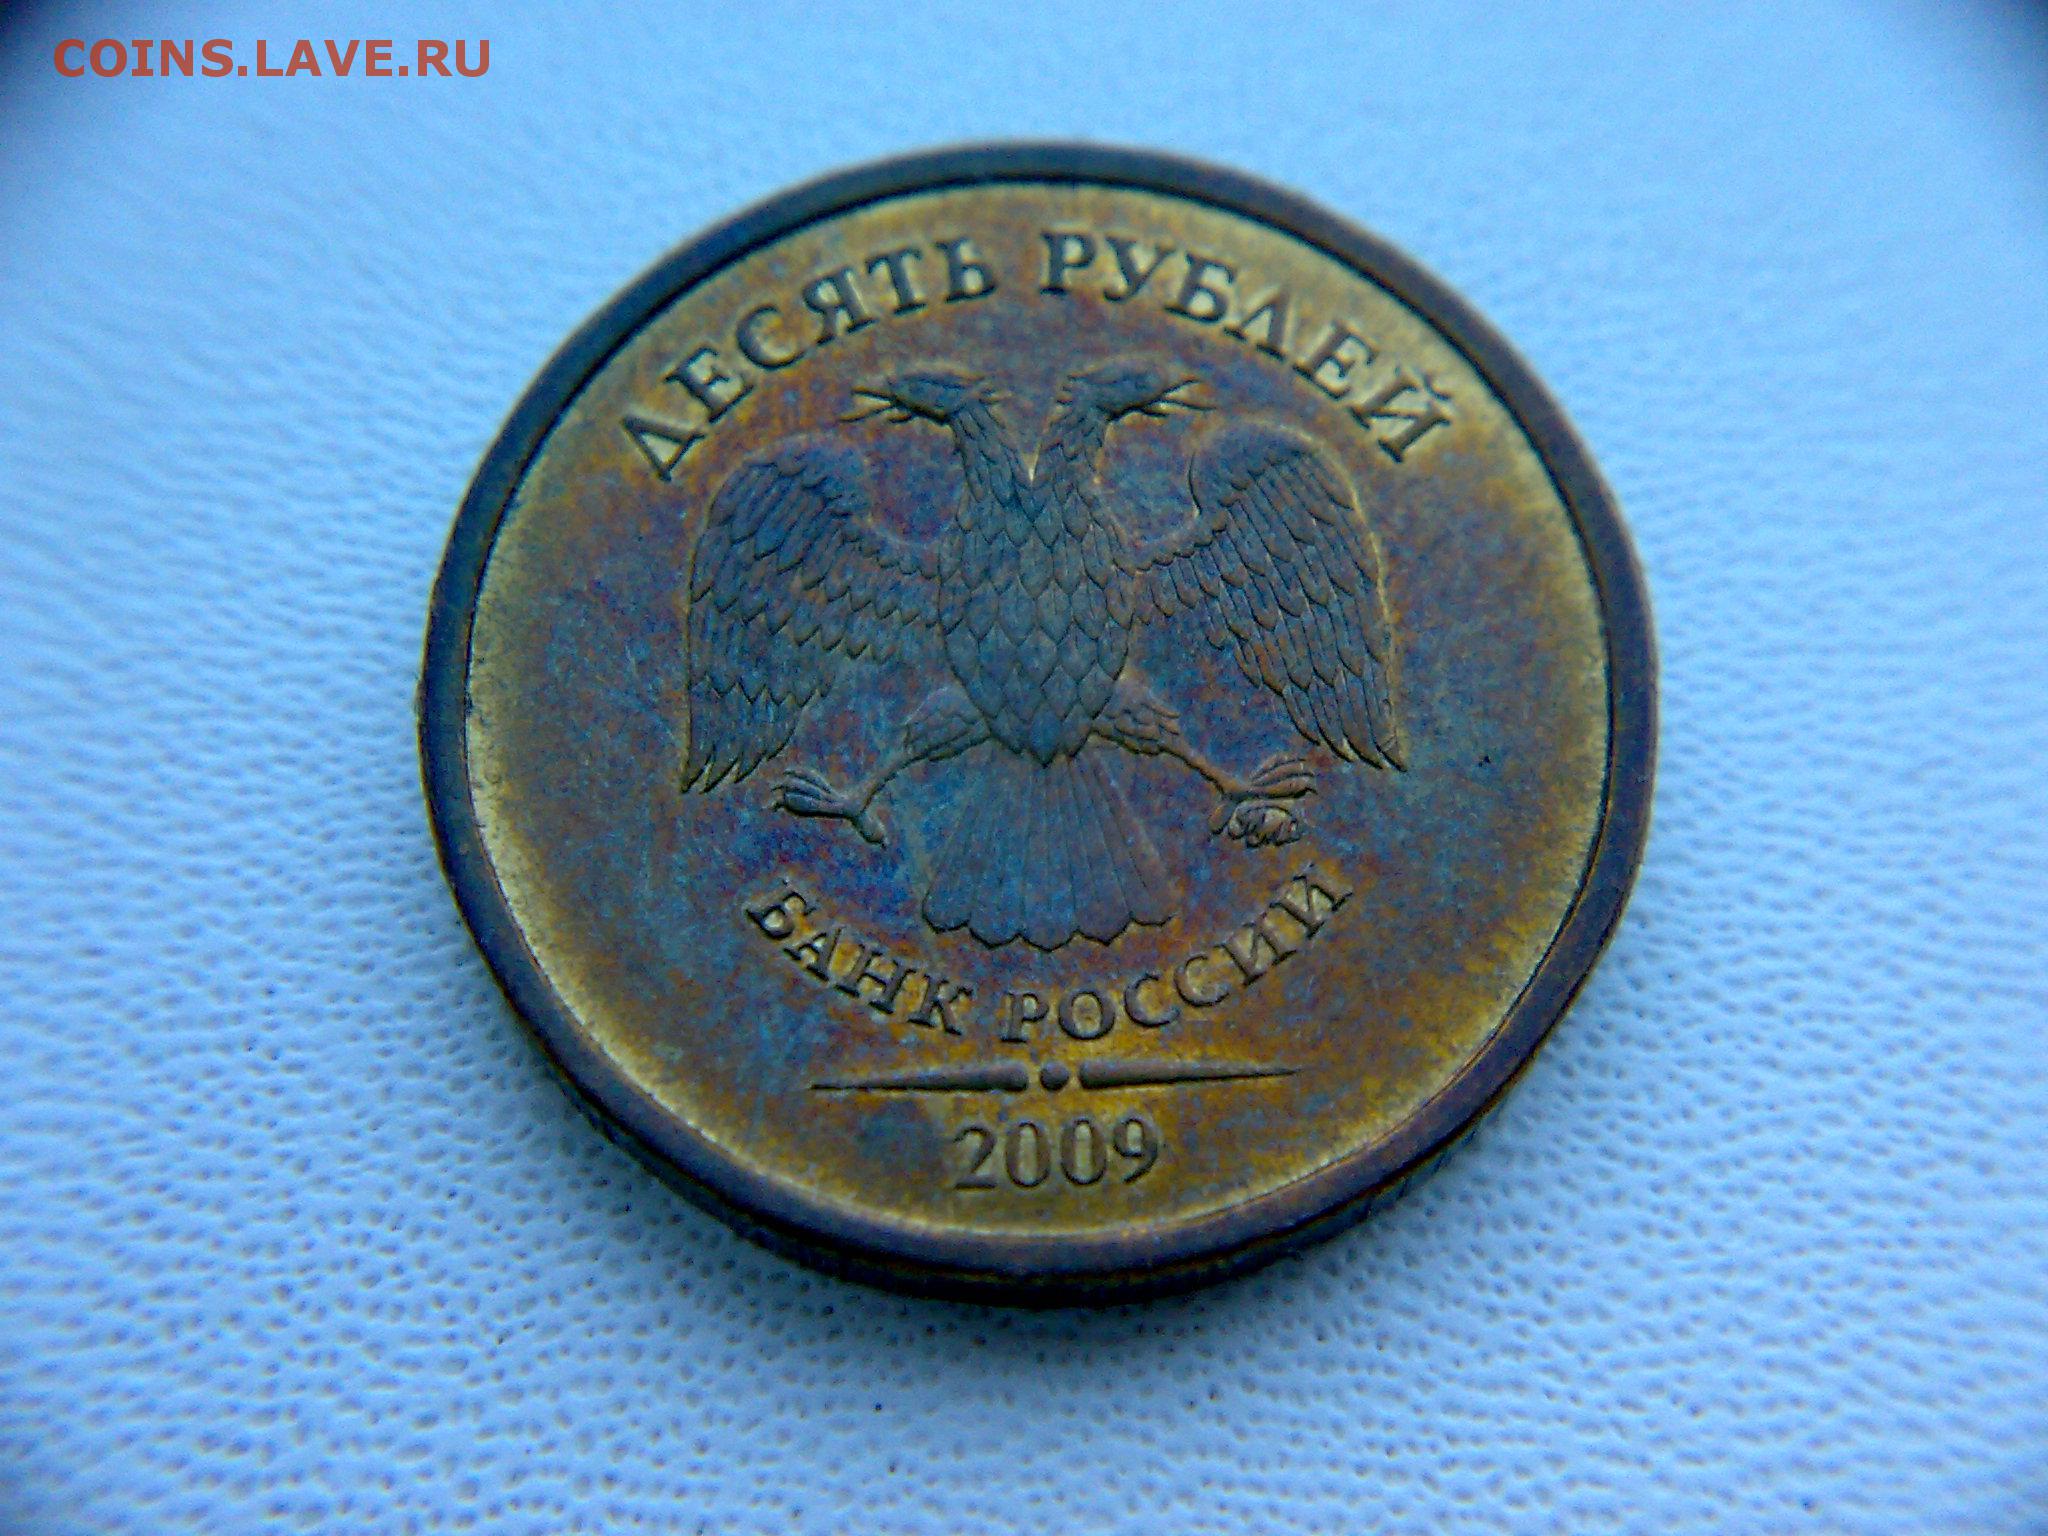 COINS.LAVE.RU
ДЕСЯТЬ РУБЛЕЙ
БАНК РОССИИ
2009